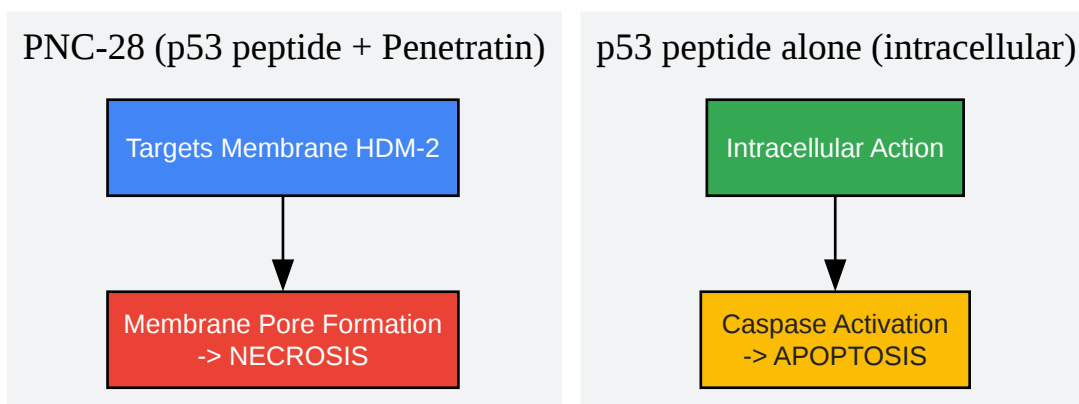 PNC-28 (p53 peptide + Penetratin)
Targets Membrane HDM-2
Membrane Pore Formation
-> NECROSIS
p53 peptide alone (intracellular)
Intracellular Action
Caspase Activation
-> APOPTOSIS